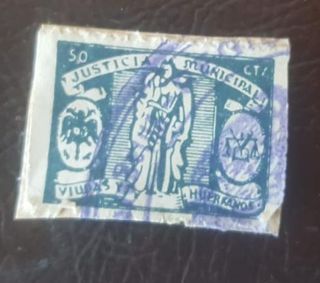 50 CTS
JUSTICIA MUNICIPAL
VIUDAS Y HUERFANOS